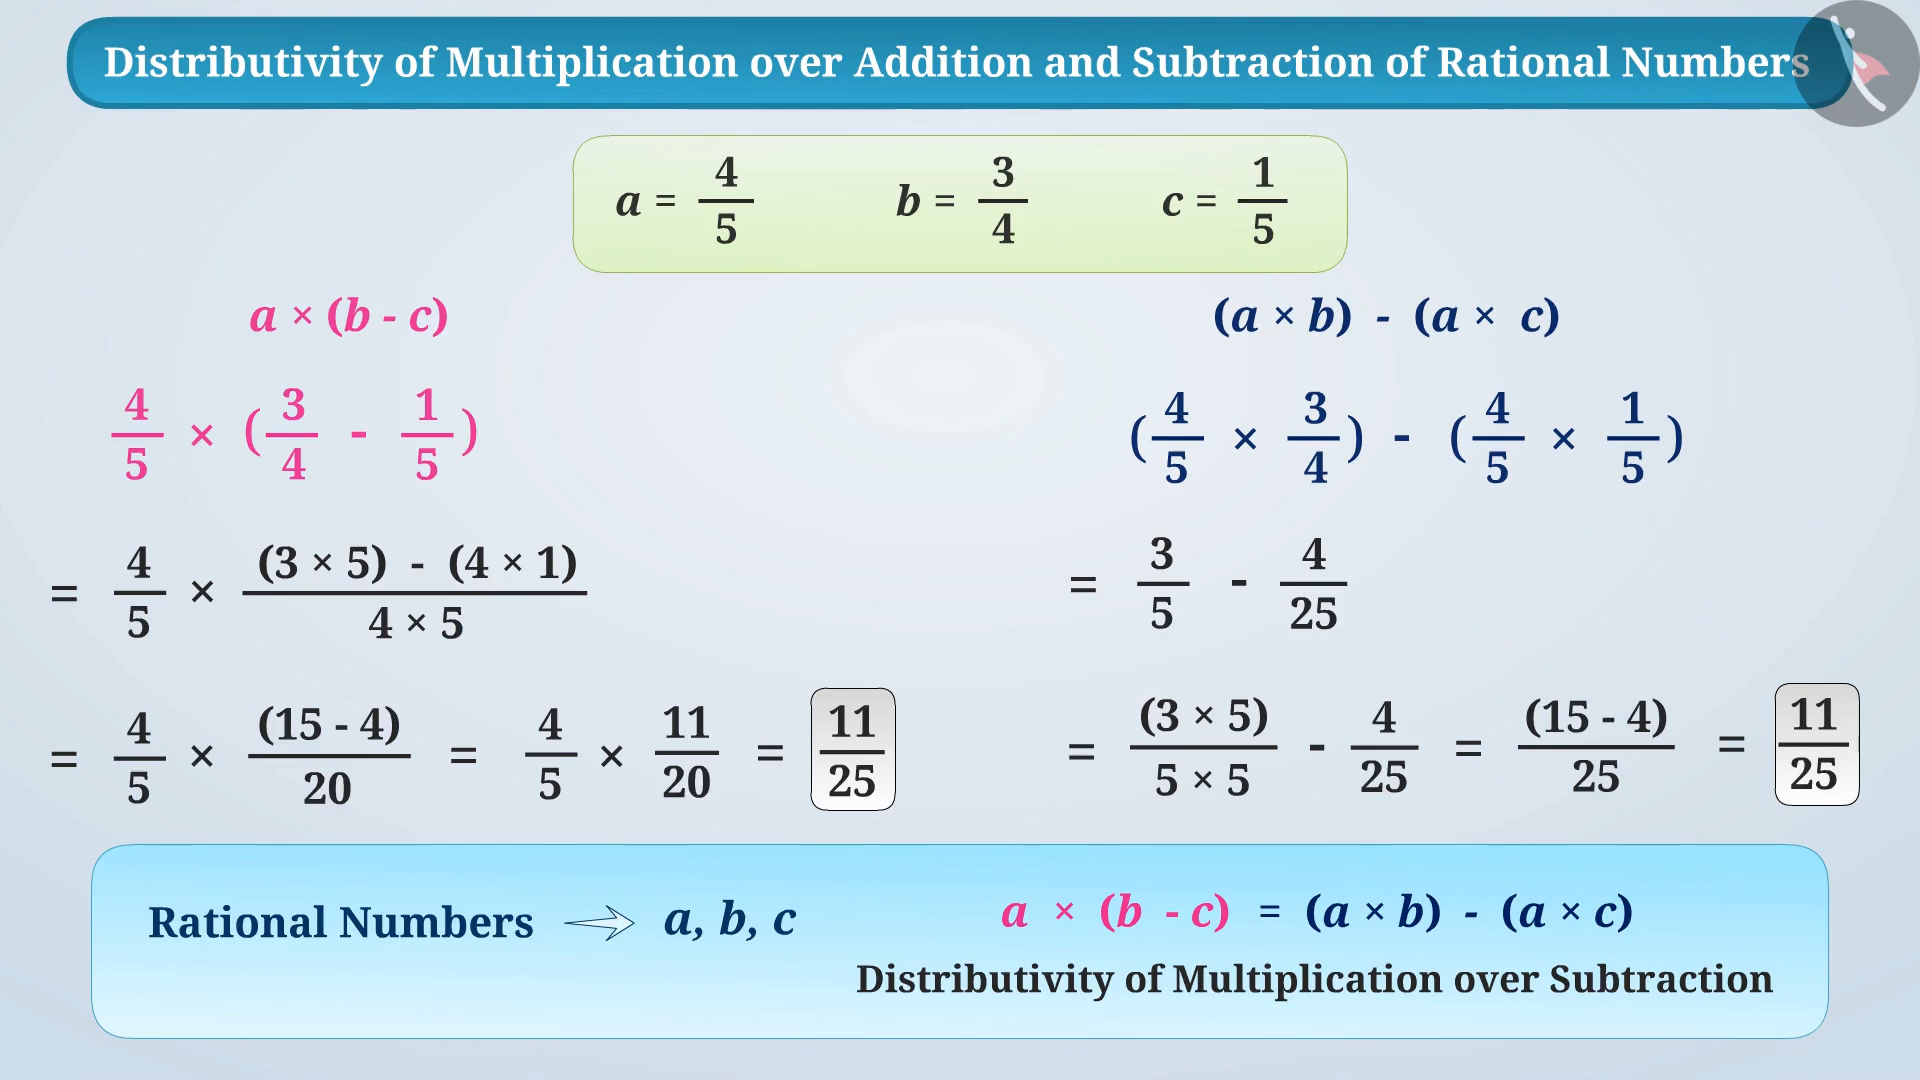 Distributivity of Multiplication over Addition and Subtraction of Rational Numbers
a = 4/5 b = 3/4 c = 1/5
a × (b - c)
4/5 × (3/4 - 1/5)
= 4/5 × (3 × 5) - (4 × 1) / 4 × 5
= 4/5 × (15 - 4)/20 = 4/5 × 11/20 = 11/25
(a × b) - (a × c)
(4/5 × 3/4) - (4/5 × 1/5)
= 3/5 - 4/25
= (3 × 5)/5 × 5 - 4/25 = (15 - 4)/25 = 11/25
Rational Numbers a, b, c
a × (b - c) = (a × b) - (a × c)
Distributivity of Multiplication over Subtraction